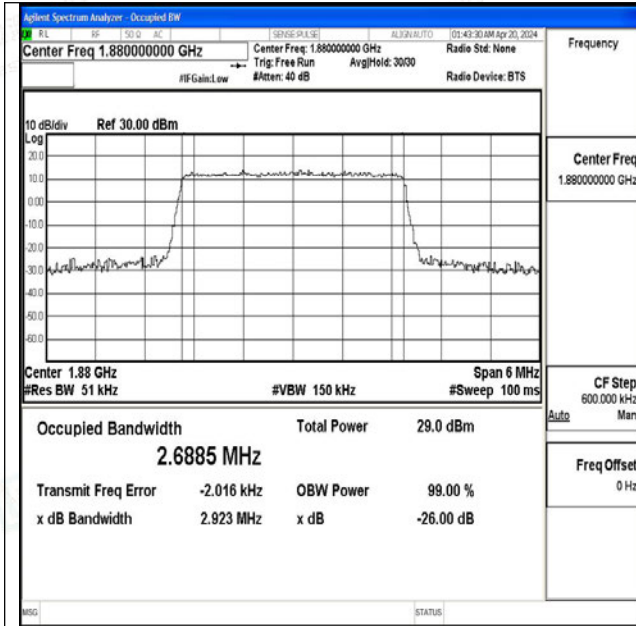 Agilent Spectrum Analyzer - Occupied BW
RL RF 50 Ω AC SENSE:PULSE ALIGNAUTO 01:43:30 AM Apr 20, 2024
Center Freq 1.880000000 GHz
Center Freq: 1.880000000 GHz
Radio Std: None
Trig: Free Run Avg|Hold: 30/30
#IFGain:Low #Atten: 40 dB Radio Device: BTS
Frequency
10 dB/div Ref 30.00 dBm
Log
20.0
10.0
0.00
-10.0
-20.0
-30.0
-40.0
-50.0
-60.0
Center 1.88 GHz Span 6 MHz
#Res BW 51 kHz #VBW 150 kHz #Sweep 100 ms
Occupied Bandwidth Total Power 29.0 dBm
2.6885 MHz
Transmit Freq Error -2.016 kHz OBW Power 99.00 %
x dB Bandwidth 2.923 MHz x dB -26.00 dB
Center Freq
1.880000000 GHz
CF Step
600.000 kHz
Auto Man
Freq Offset
0 Hz
MSG STATUS